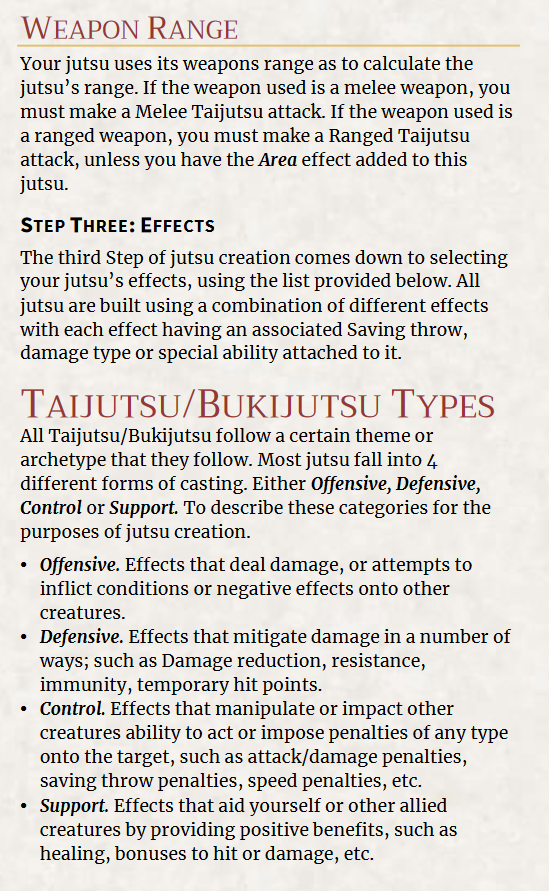 Weapon Range
Your jutsu uses its weapons range as to calculate the
jutsu's range. If the weapon used is a melee weapon, you
must make a Melee Taijutsu attack. If the weapon used is
a ranged weapon, you must make a Ranged Taijutsu
attack, unless you have the Area effect added to this
jutsu.
Step Three: Effects
The third Step of jutsu creation comes down to selecting
your jutsu's effects, using the list provided below. All
jutsu are built using a combination of different effects
with each effect having an associated Saving throw,
damage type or special ability attached to it.
Taijutsu/Bukijutsu Types
All Taijutsu/Bukijutsu follow a certain theme or
archetype that they follow. Most jutsu fall into 4
different forms of casting. Either Offensive, Defensive,
Control or Support. To describe these categories for the
purposes of jutsu creation.
• Offensive. Effects that deal damage, or attempts to
inflict conditions or negative effects onto other
creatures.
• Defensive. Effects that mitigate damage in a number of
ways; such as Damage reduction, resistance,
immunity, temporary hit points.
• Control. Effects that manipulate or impact other
creatures ability to act or impose penalties of any type
onto the target, such as attack/damage penalties,
saving throw penalties, speed penalties, etc.
• Support. Effects that aid yourself or other allied
creatures by providing positive benefits, such as
healing, bonuses to hit or damage, etc.